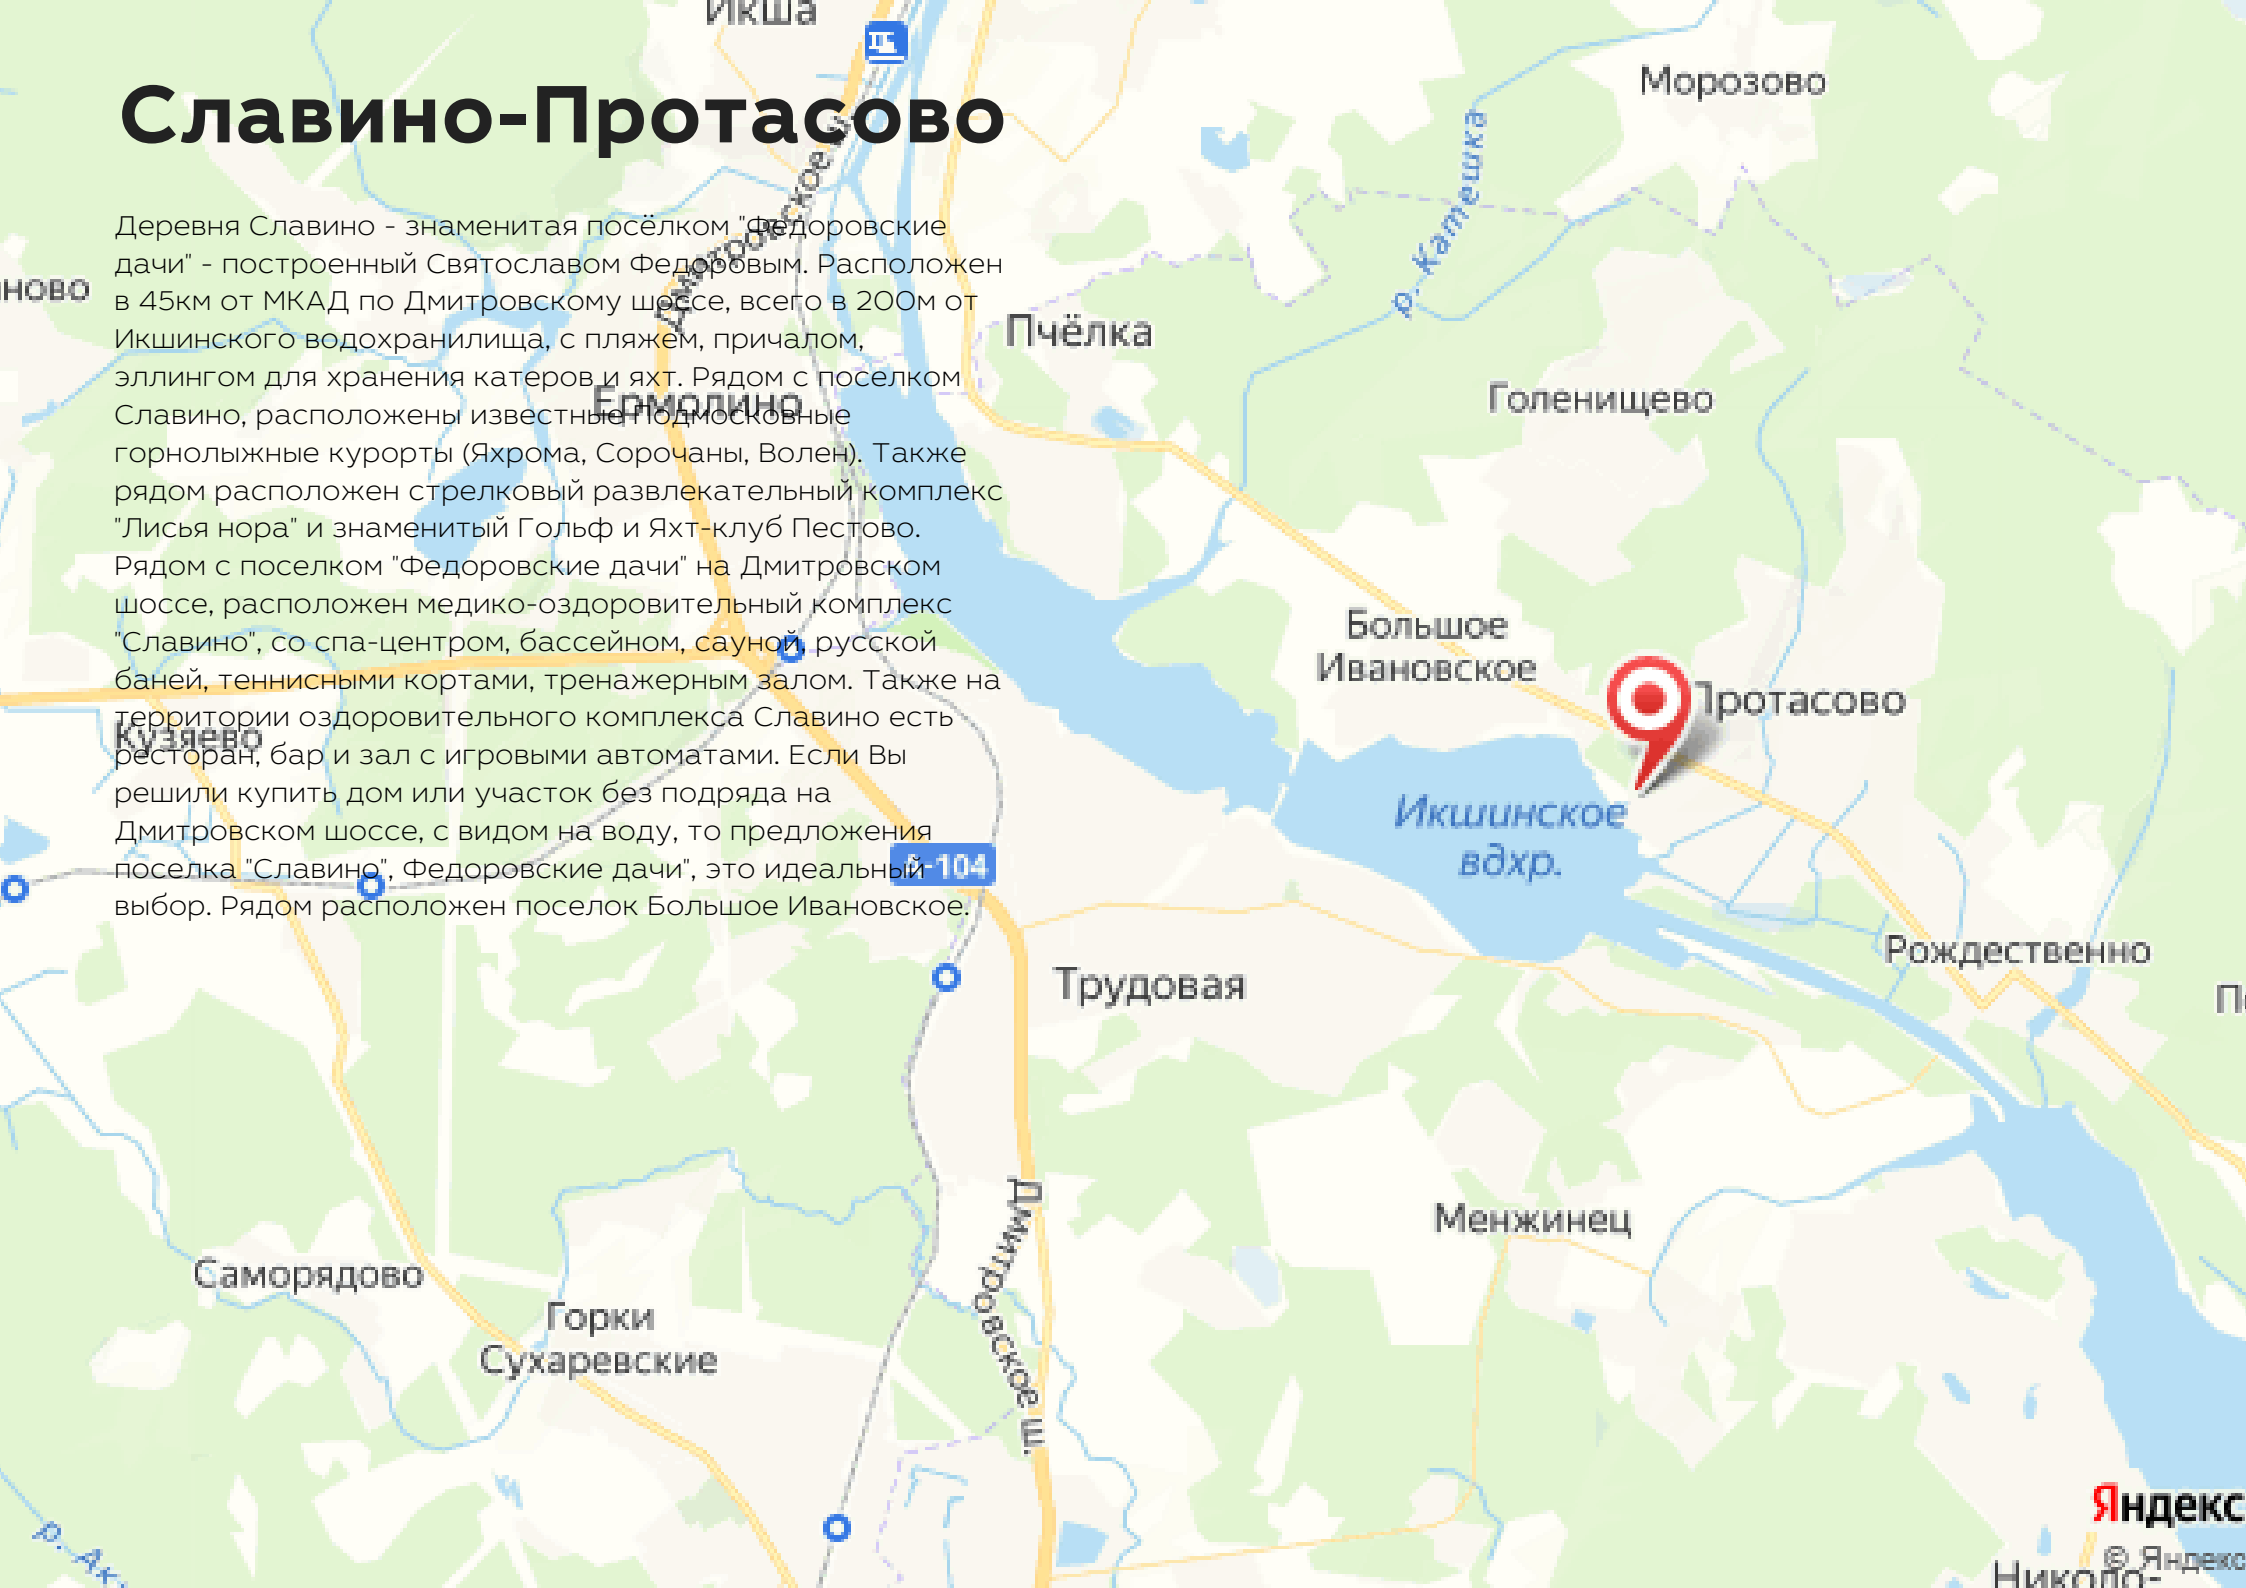 Икша
Славино-Протасово
Деревня Славино - знаменитая посёлком "Федоровские
дачи" - построенный Святославом Федоровым. Расположен
в 45км от МКАД по Дмитровскому шоссе, всего в 200м от
Икшинского водохранилища, с пляжем, причалом,
эллингом для хранения катеров и яхт. Рядом с поселком
Славино, расположены известные Подмосковные
горнолыжные курорты (Яхрома, Сорочаны, Волен). Также
рядом расположен стрелковый развлекательный комплекс
"Лисья нора" и знаменитый Гольф и Яхт-клуб Пестово.
Рядом с поселком "Федоровские дачи" на Дмитровском
шоссе, расположен медико-оздоровительный комплекс
"Славино", со спа-центром, бассейном, сауной, русской
баней, теннисными кортами, тренажерным залом. Также на
территории оздоровительного комплекса Славино есть
ресторан, бар и зал с игровыми автоматами. Если Вы
решили купить дом или участок без подряда на
Дмитровском шоссе, с видом на воду, то предложения
поселка "Славино", Федоровские дачи", это идеальный
выбор. Рядом расположен поселок Большое Ивановское.
Морозово
р. Катешка
ново
Дмитровское ш.
Пчёлка
Ермолино
Голенищево
Большое
Ивановское
Протасово
Кузяево
Икшинское
вдхр.
А-104
Рождественно
Трудовая
Дмитровское ш.
Менжинец
Саморядово
Горки
Сухаревские
р. Ак
Яндекс
© Яндекс
Николо-